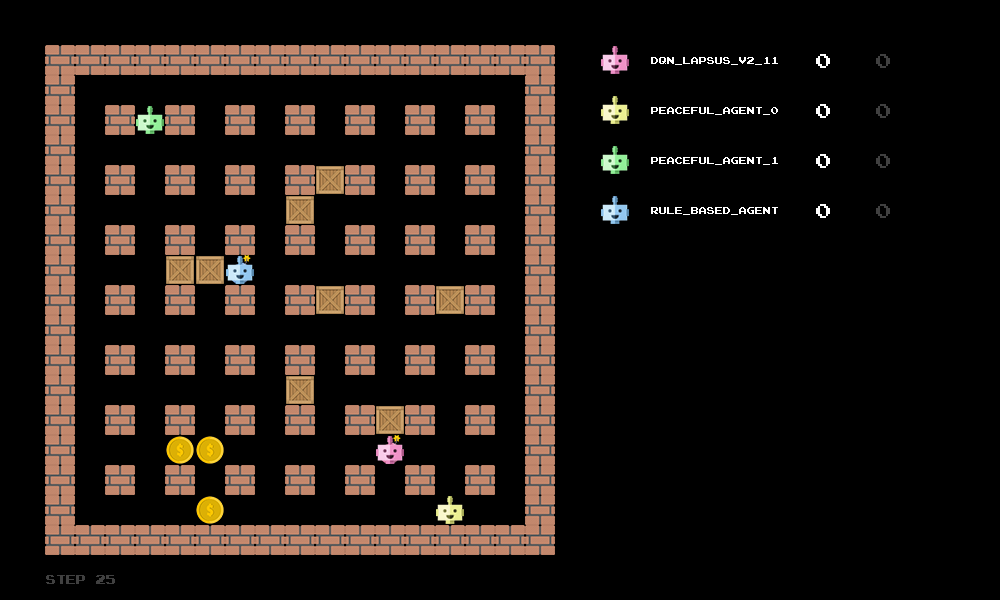 DQN_LAPSUS_V2_11 0 0
PEACEFUL_AGENT_0 0 0
PEACEFUL_AGENT_1 0 0
RULE_BASED_AGENT 0 0
STEP 25